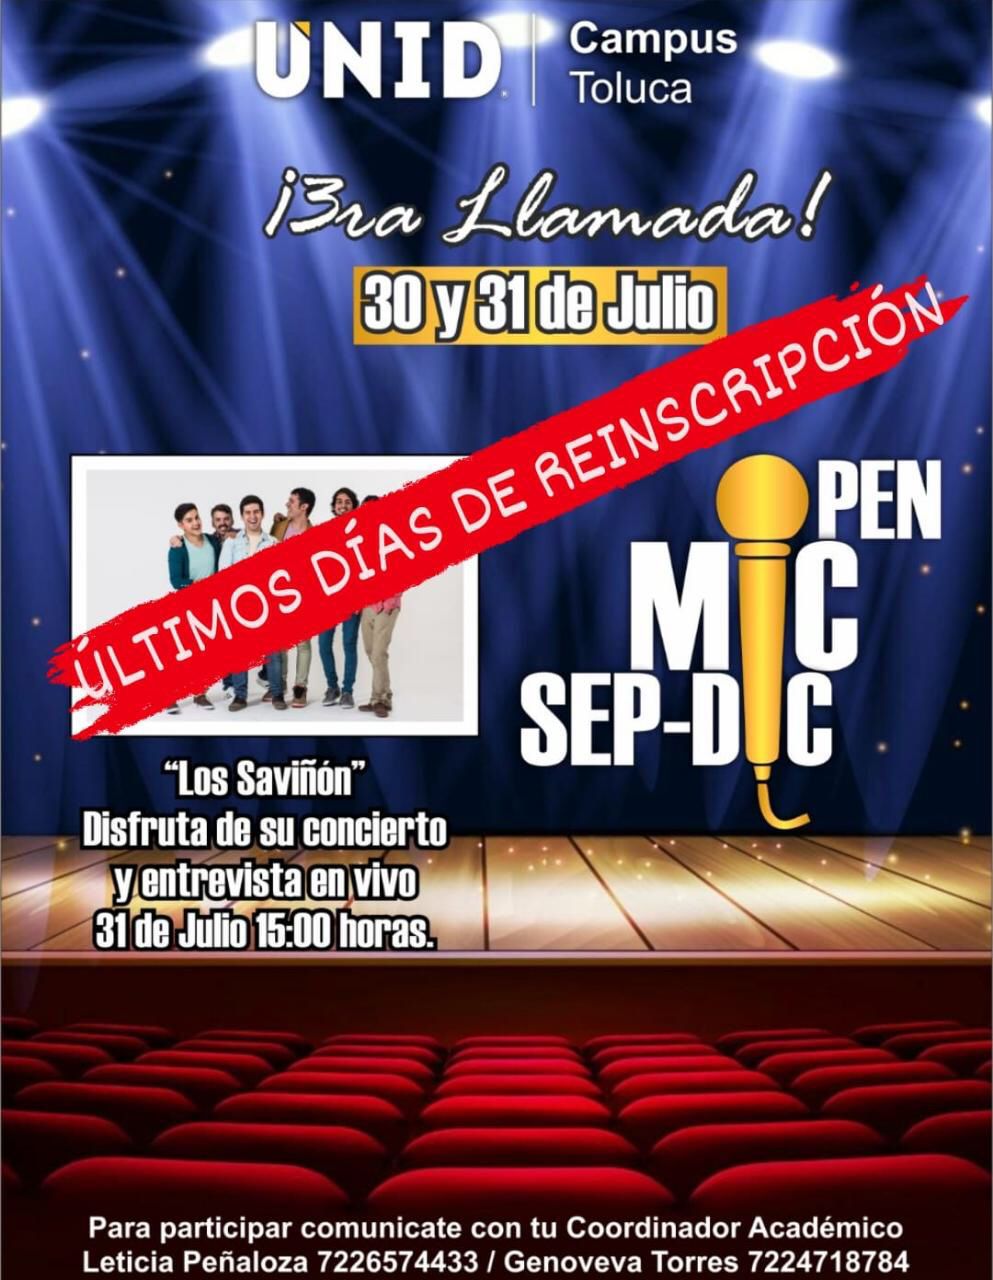 UNID
Campus
Toluca
¡3ra Llamada!
30 y 31 de Julio
ÚLTIMOS DÍAS DE REINSCRIPCIÓN
OPEN
MIC
SEP-DIC
“Los Saviñón”
Disfruta de su concierto
y entrevista en vivo
31 de Julio 15:00 horas.
Para participar comunicate con tu Coordinador Académico
Leticia Peñaloza 7226574433 / Genoveva Torres 7224718784